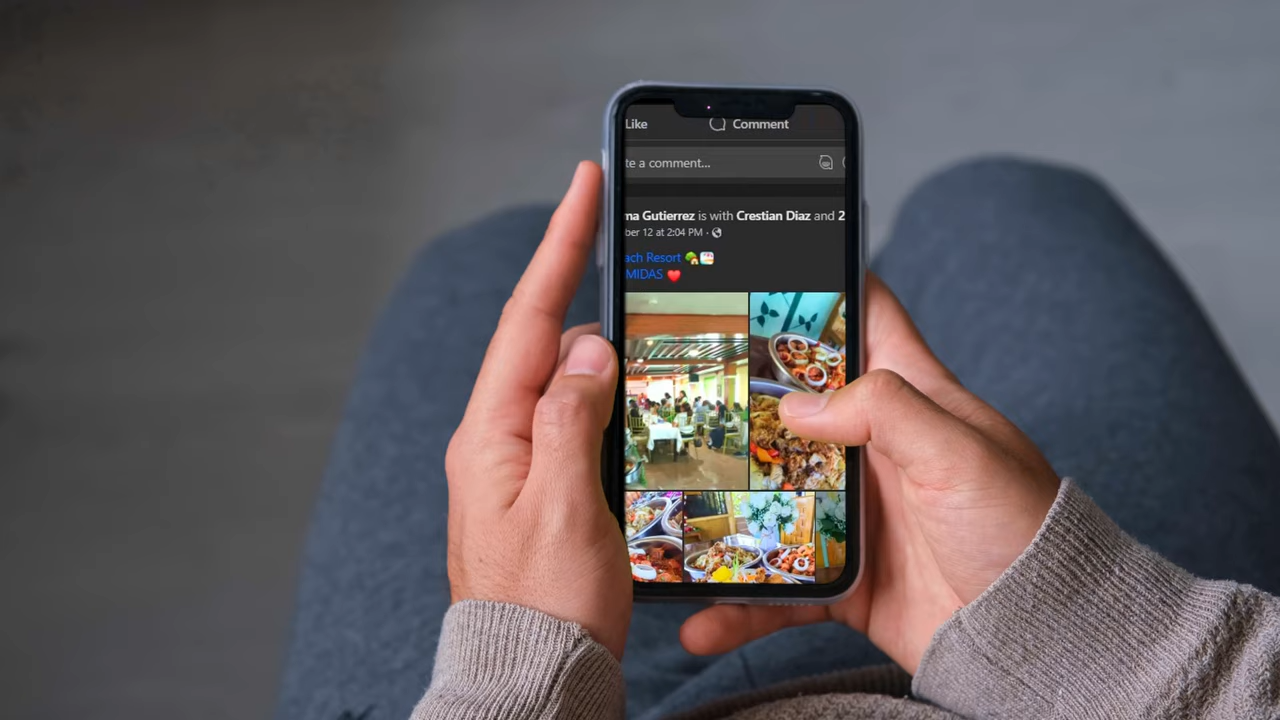 Like Comment
te a comment...
ma Gutierrez is with Crestian Diaz and 2
ber 12 at 2:04 PM ·
ach Resort
MIDAS